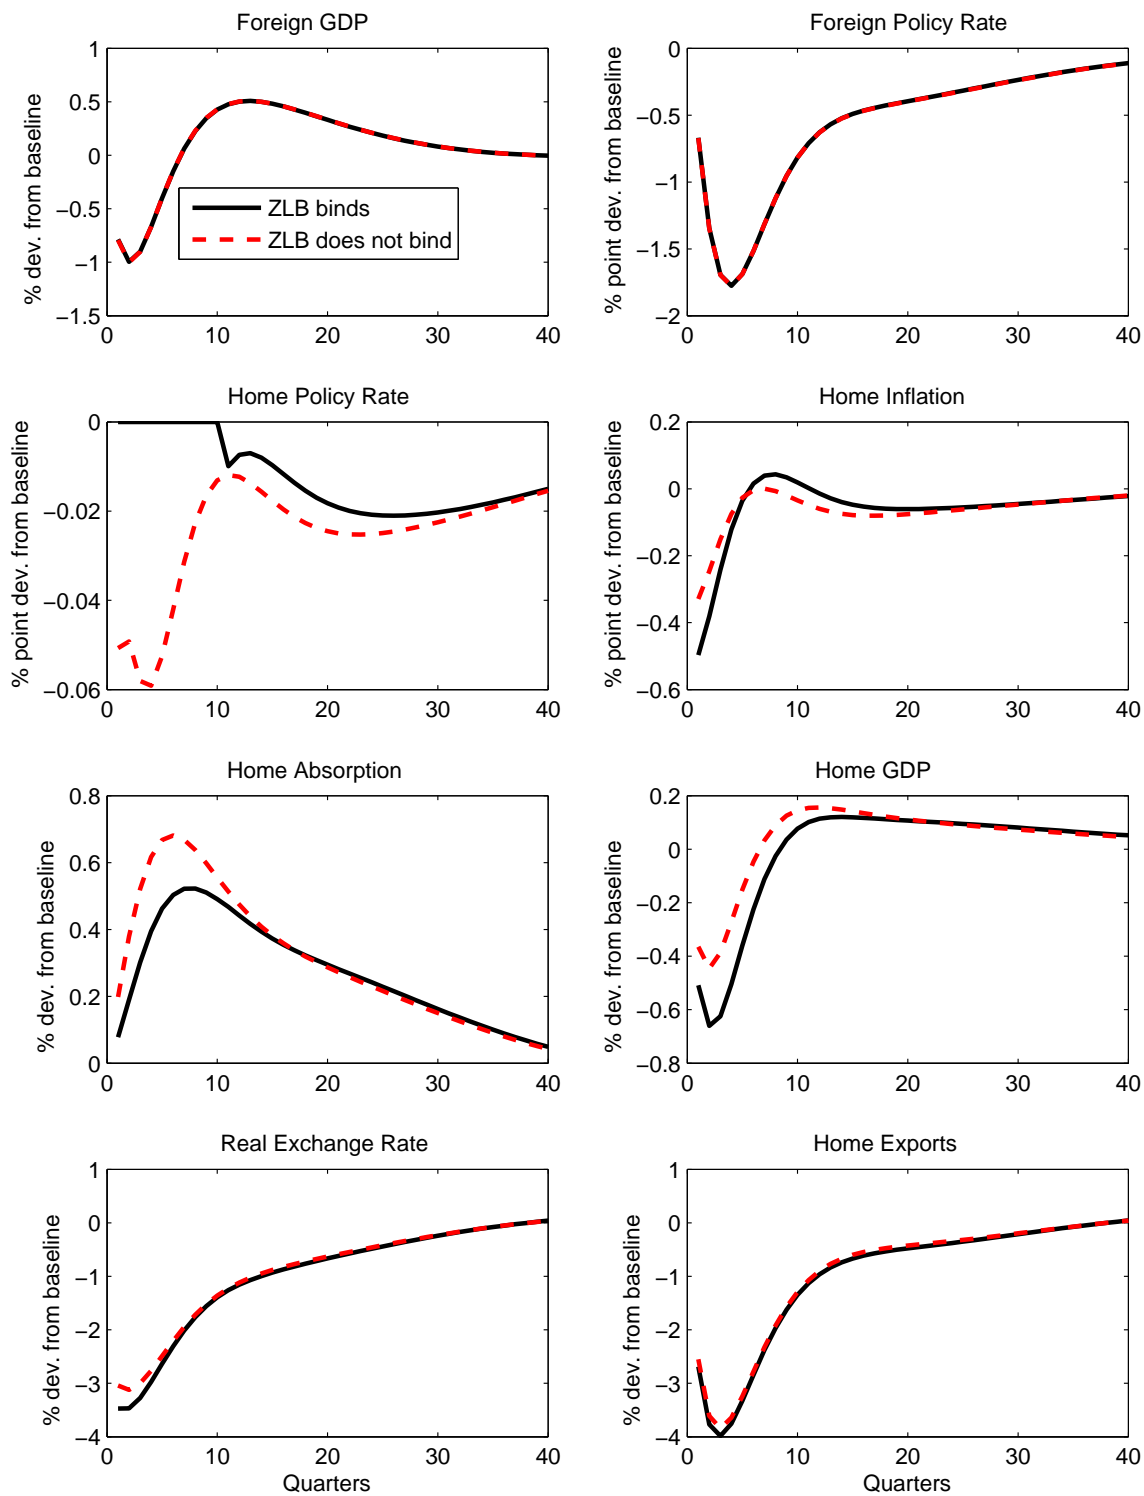 Foreign GDP
% dev. from baseline
1
0.5
0
−0.5
−1
−1.5
0 10 20 30 40
ZLB binds
ZLB does not bind
Foreign Policy Rate
% point dev. from baseline
0
−0.5
−1
−1.5
−2
0 10 20 30 40
Home Policy Rate
% point dev. from baseline
0
−0.02
−0.04
−0.06
0 10 20 30 40
Home Inflation
% point dev. from baseline
0.2
0
−0.2
−0.4
−0.6
0 10 20 30 40
Home Absorption
% dev. from baseline
0.8
0.6
0.4
0.2
0
0 10 20 30 40
Home GDP
% dev. from baseline
0.2
0
−0.2
−0.4
−0.6
−0.8
0 10 20 30 40
Real Exchange Rate
% dev. from baseline
1
0
−1
−2
−3
−4
0 10 20 30 40
Quarters
Home Exports
% dev. from baseline
1
0
−1
−2
−3
−4
0 10 20 30 40
Quarters